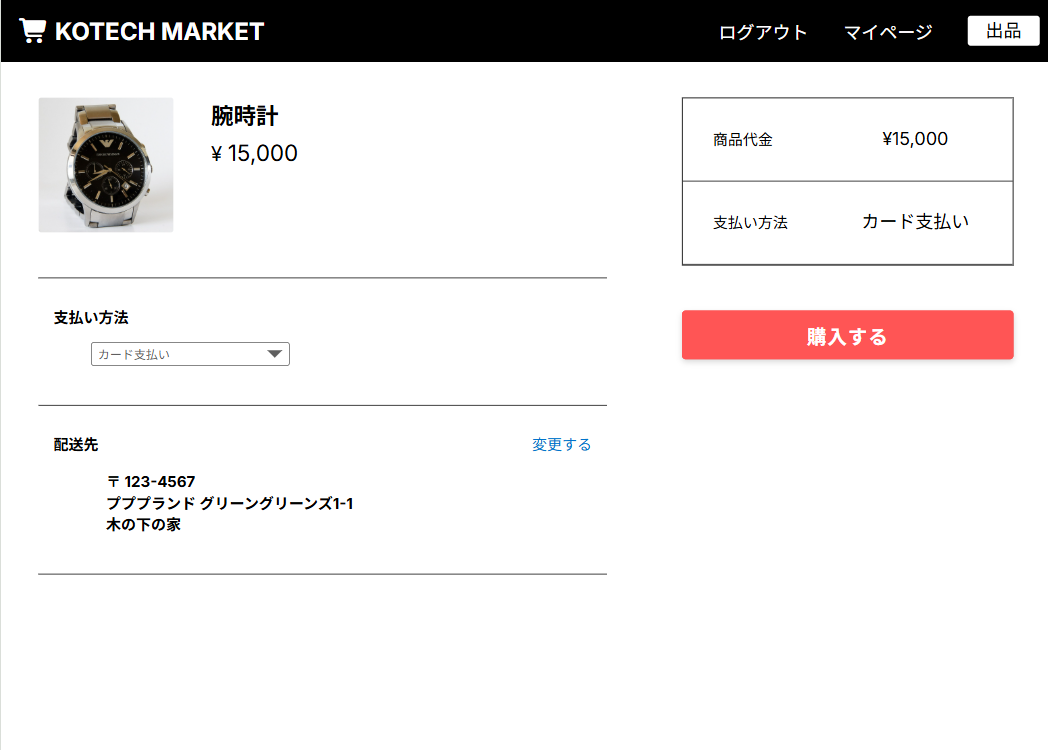 KOTECH MARKET
ログアウト マイページ 出品
腕時計
¥ 15,000
支払い方法
カード支払い
配送先 変更する
〒 123-4567
プププランド グリーングリーンズ1-1
木の下の家
商品代金 ¥15,000
支払い方法 カード支払い
購入する